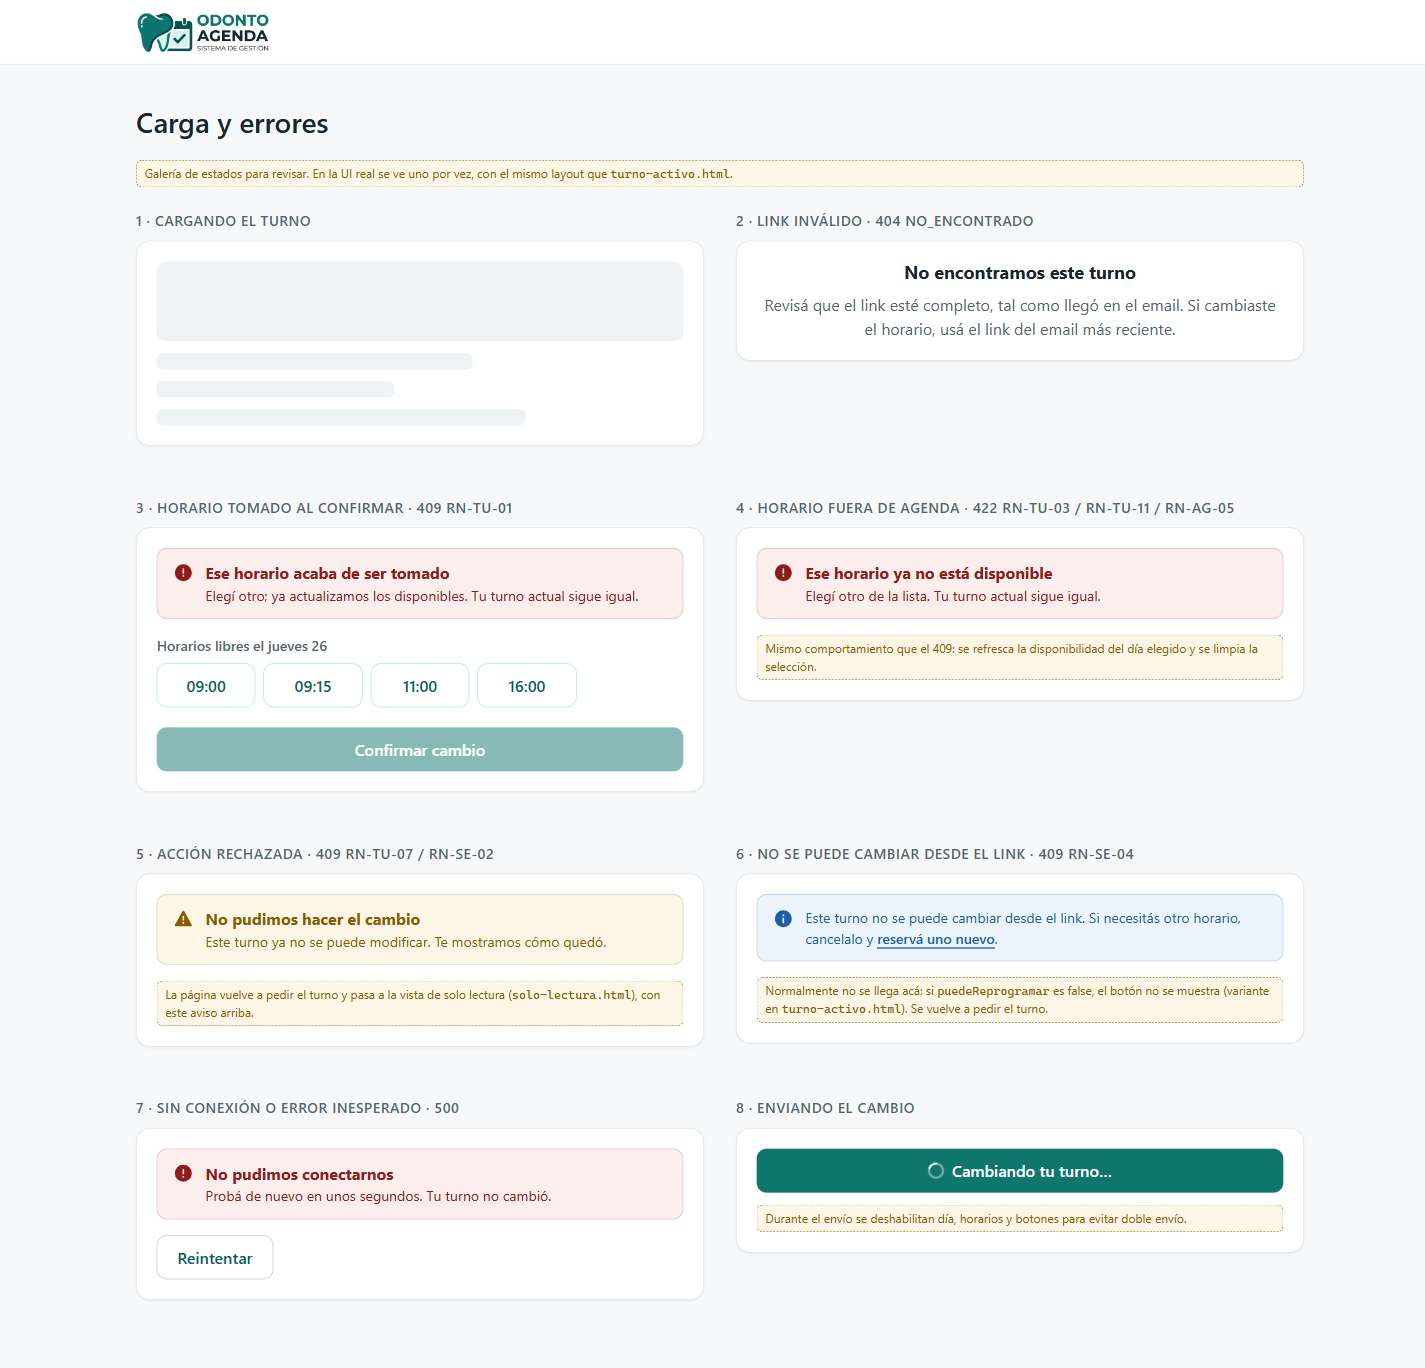 ODONTO
AGENDA
SISTEMA DE GESTIÓN
Carga y errores
Galería de estados para revisar. En la UI real se ve uno por vez, con el mismo layout que turno-activo.html.
1 · CARGANDO EL TURNO
2 · LINK INVÁLIDO · 404 NO_ENCONTRADO
No encontramos este turno
Revisá que el link esté completo, tal como llegó en el email. Si cambiaste
el horario, usá el link del email más reciente.
3 · HORARIO TOMADO AL CONFIRMAR · 409 RN-TU-01
Ese horario acaba de ser tomado
Elegí otro; ya actualizamos los disponibles. Tu turno actual sigue igual.
Horarios libres el jueves 26
09:00
09:15
11:00
16:00
Confirmar cambio
4 · HORARIO FUERA DE AGENDA · 422 RN-TU-03 / RN-TU-11 / RN-AG-05
Ese horario ya no está disponible
Elegí otro de la lista. Tu turno actual sigue igual.
Mismo comportamiento que el 409: se refresca la disponibilidad del día elegido y se limpia la
selección.
5 · ACCIÓN RECHAZADA · 409 RN-TU-07 / RN-SE-02
No pudimos hacer el cambio
Este turno ya no se puede modificar. Te mostramos cómo quedó.
La página vuelve a pedir el turno y pasa a la vista de solo lectura (solo-lectura.html), con
este aviso arriba.
6 · NO SE PUEDE CAMBIAR DESDE EL LINK · 409 RN-SE-04
Este turno no se puede cambiar desde el link. Si necesitás otro horario,
cancelalo y reservá uno nuevo.
Normalmente no se llega acá: si puedeReprogramar es false, el botón no se muestra (variante
en turno-activo.html). Se vuelve a pedir el turno.
7 · SIN CONEXIÓN O ERROR INESPERADO · 500
No pudimos conectarnos
Probá de nuevo en unos segundos. Tu turno no cambió.
Reintentar
8 · ENVIANDO EL CAMBIO
Cambiando tu turno...
Durante el envío se deshabilitan día, horarios y botones para evitar doble envío.